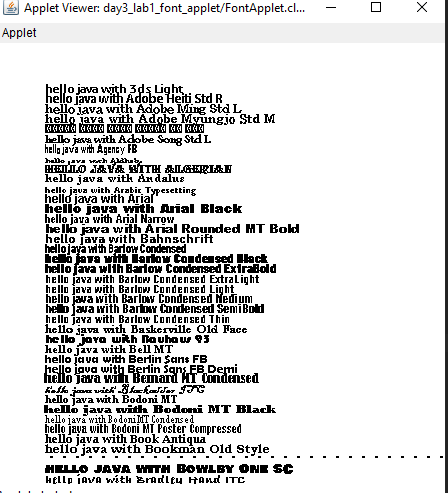 Applet Viewer: day3_lab1_font_applet/FontApplet.cl...
Applet
hello java with 3ds Light
hello java with Adobe Heiti Std R
hello java with Adobe Ming Std L
hello java with Adobe Myungjo Std M
hello java with Adobe Song Std L
hello java with Agency FB
hello java with
HELLO JAVA WITH ALGERIAN
hello java with Andalus
hello java with Arabic Typesetting
hello java with Arial
hello java with Arial Black
hello java with Arial Narrow
hello java with Arial Rounded MT Bold
hello java with Bahnschrift
hello java with Barlow Condensed
hello java with Barlow Condensed Black
hello java with Barlow Condensed ExtraBold
hello java with Barlow Condensed ExtraLight
hello java with Barlow Condensed Light
hello java with Barlow Condensed Medium
hello java with Barlow Condensed SemiBold
hello java with Barlow Condensed Thin
hello java with Baskerville Old Face
hello java with Bauhaus 93
hello java with Bell MT
hello java with Berlin Sans FB
hello java with Berlin Sans FB Demi
hello java with Bernard MT Condensed
hello java with Blackadder ITC
hello java with Bodoni MT
hello java with Bodoni MT Black
hello java with Bodoni MT Condensed
hello java with Bodoni MT Poster Compressed
hello java with Book Antiqua
hello java with Bookman Old Style
HELLO JAVA WITH BOWLBY ONE SC
hello java with Bradley Hand ITC